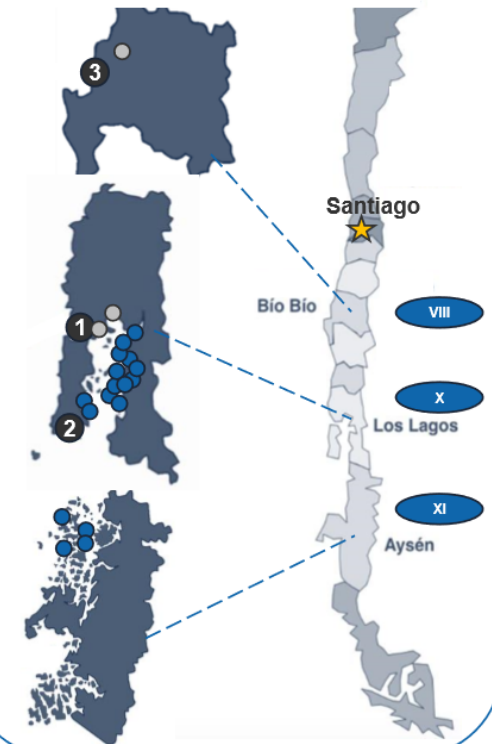 3
Santiago
Bío Bío
VIII
1
X
Los Lagos
2
XI
Aysén